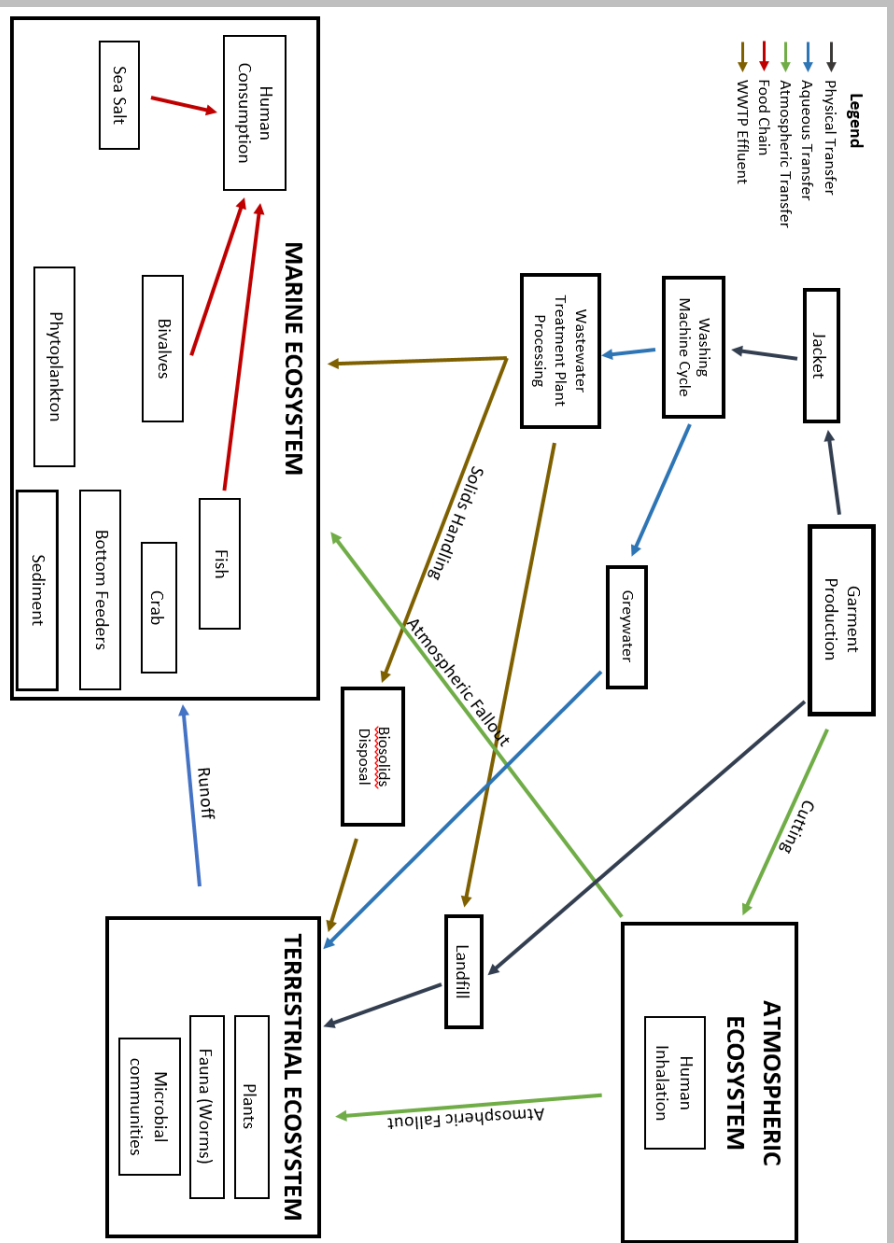 Legend
Physical Transfer
Aqueous Transfer
Atmospheric Transfer
Food Chain
WWTP Effluent
Garment
Production
Jacket
Washing
Machine Cycle
Greywater
Wastewater
Treatment Plant
Processing
Cutting
ATMOSPHERIC
ECOSYSTEM
Human
Inhalation
Landfill
Solids Handling
Atmospheric Fallout
Biosolids
Disposal
Atmospheric Fallout
MARINE ECOSYSTEM
Human
Consumption
Sea Salt
Fish
Bivalves
Crab
Bottom Feeders
Phytoplankton
Sediment
Runoff
TERRESTRIAL ECOSYSTEM
Plants
Fauna (Worms)
Microbial
communities